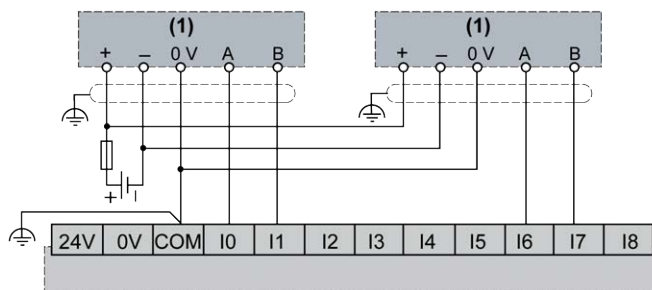 (1) (1)
+ – 0 V A B + – 0 V A B
+ –
24V 0V COM I0 I1 I2 I3 I4 I5 I6 I7 I8